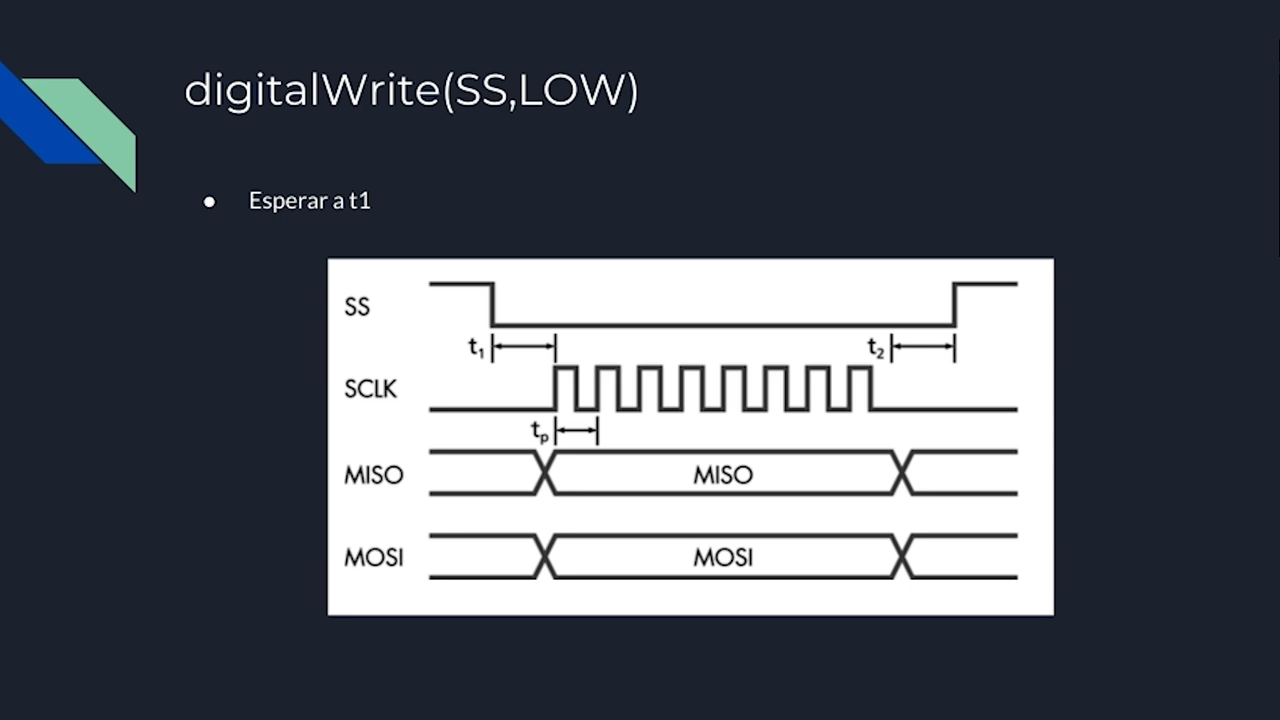 digitalWrite(SS,LOW)
● Esperar a t1
SS
t₁ t₂
SCLK
tₚ
MISO MISO
MOSI MOSI